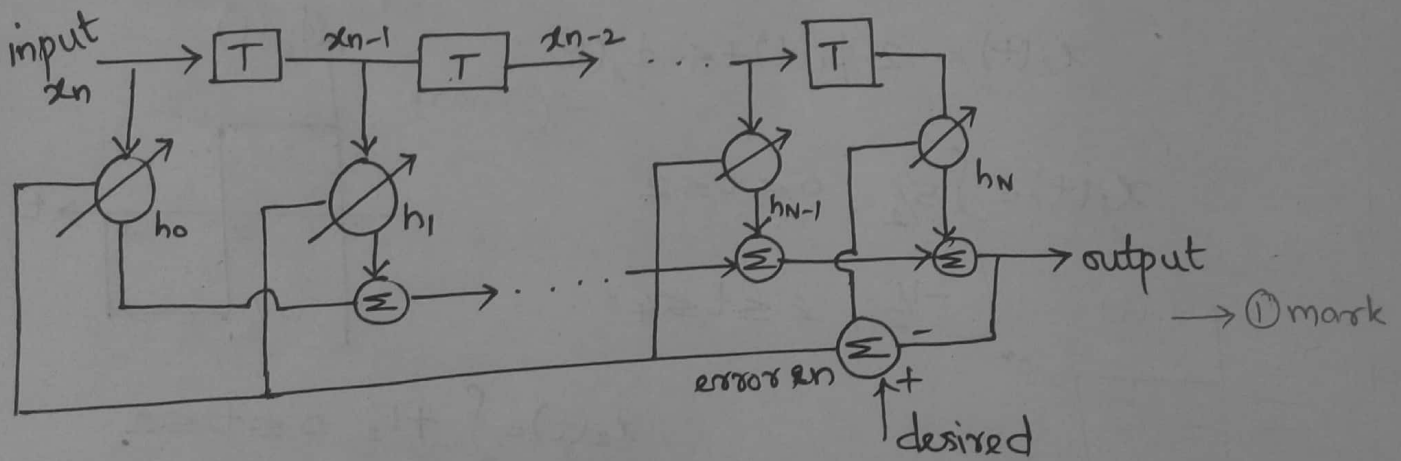 input
xn
T
xn-1
T
xn-2
. . . .
T
h0
h1
hN-1
hN
Σ
. . . . .
Σ
Σ
output
→ ① mark
Σ
-
+
error en
desired